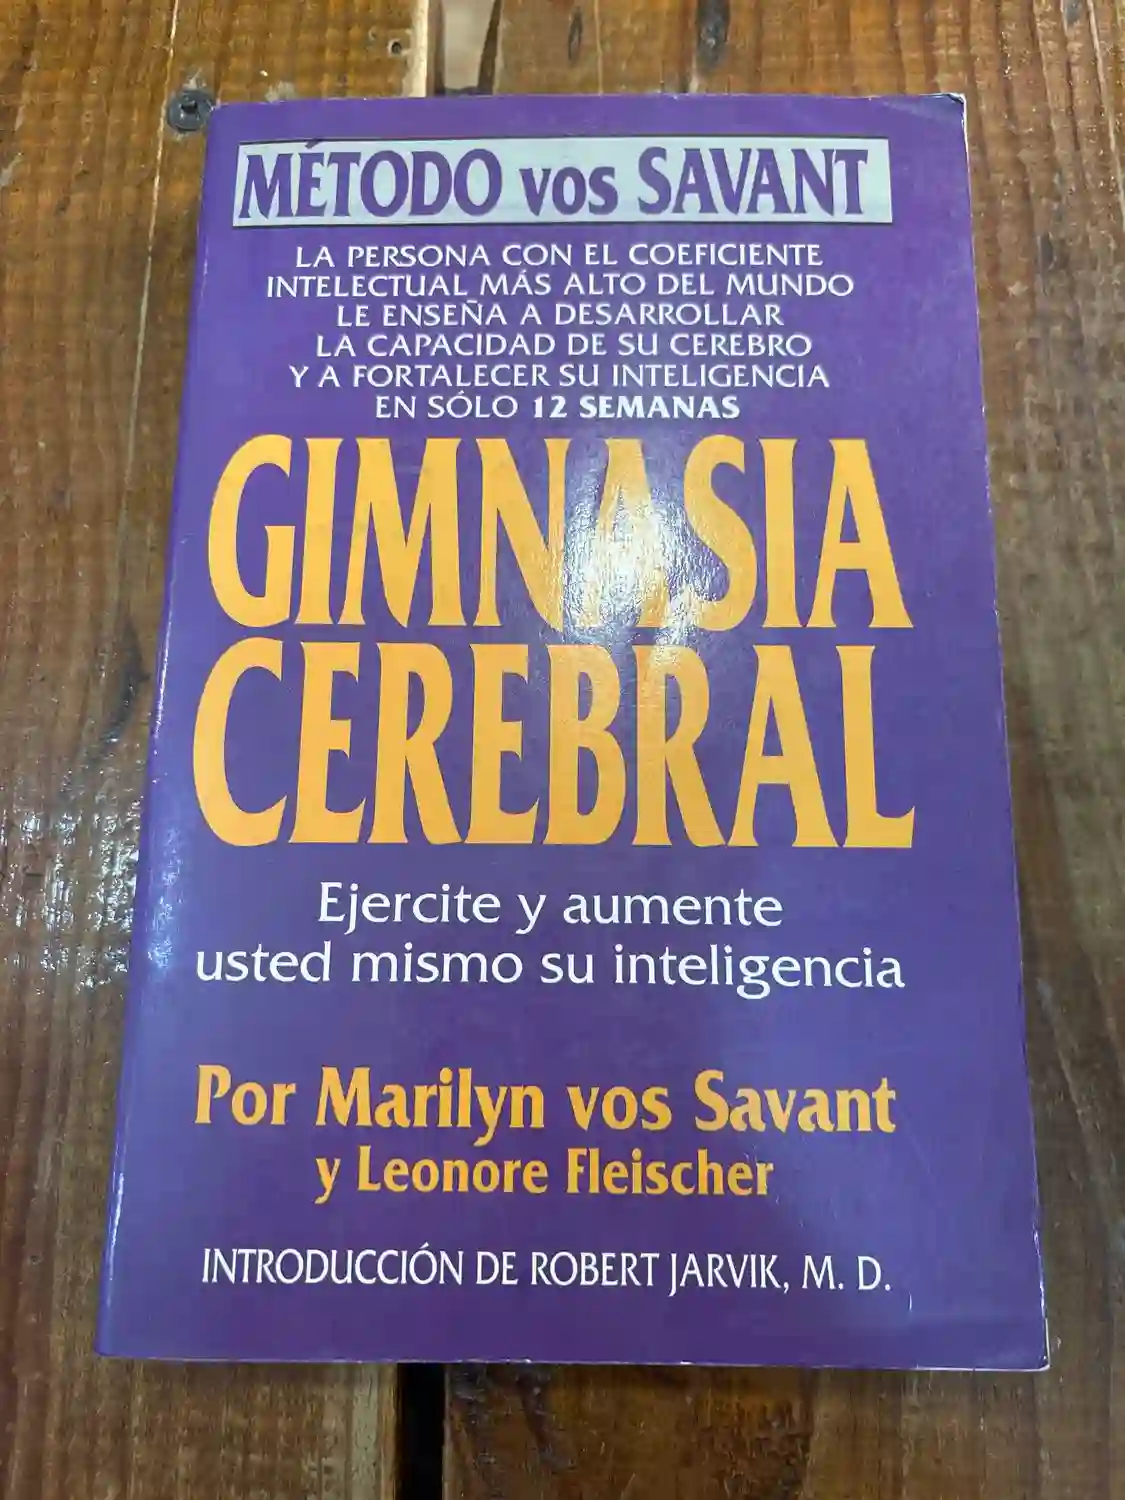 MÉTODO vos SAVANT
LA PERSONA CON EL COEFICIENTE
INTELECTUAL MÁS ALTO DEL MUNDO
LE ENSEÑA A DESARROLLAR
LA CAPACIDAD DE SU CEREBRO
Y A FORTALECER SU INTELIGENCIA
EN SÓLO 12 SEMANAS
GIMNASIA
CEREBRAL
Ejercite y aumente
usted mismo su inteligencia
Por Marilyn vos Savant
y Leonore Fleischer
INTRODUCCIÓN DE ROBERT JARVIK, M. D.